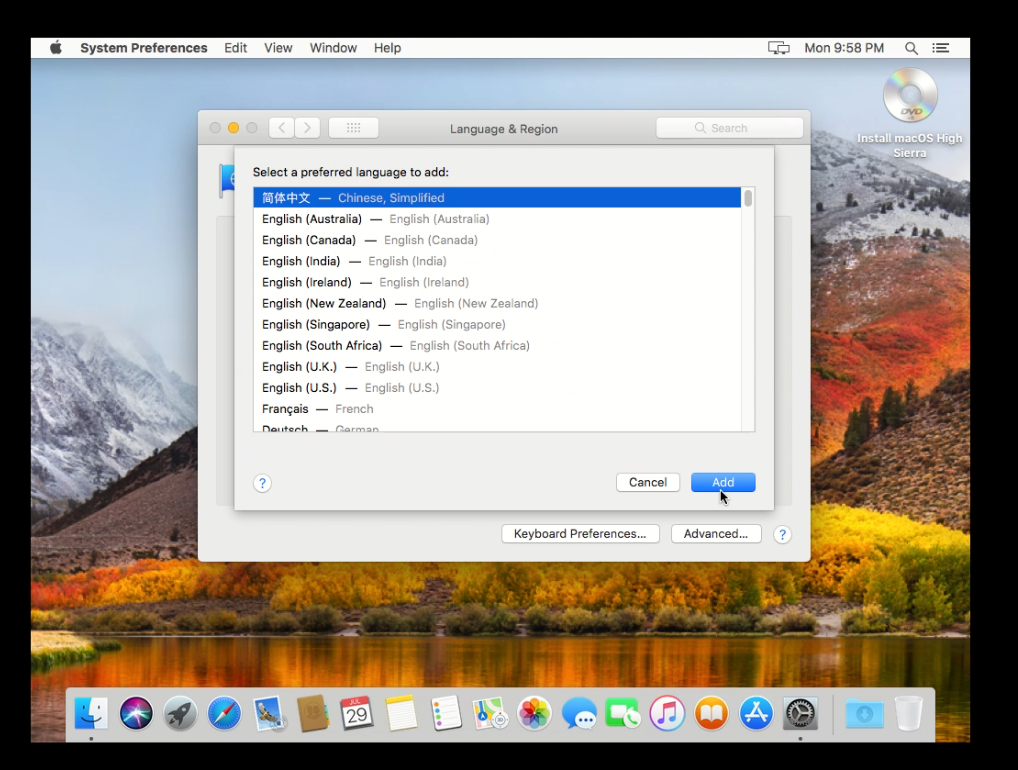 System Preferences Edit View Window Help Mon 9:58 PM
DVD
Install macOS High
Sierra
Language & Region Search
Select a preferred language to add:
简体中文 — Chinese, Simplified
English (Australia) — English (Australia)
English (Canada) — English (Canada)
English (India) — English (India)
English (Ireland) — English (Ireland)
English (New Zealand) — English (New Zealand)
English (Singapore) — English (Singapore)
English (South Africa) — English (South Africa)
English (U.K.) — English (U.K.)
English (U.S.) — English (U.S.)
Français — French
Deutsch — German
? Cancel Add
Keyboard Preferences... Advanced... ?
JUL
29